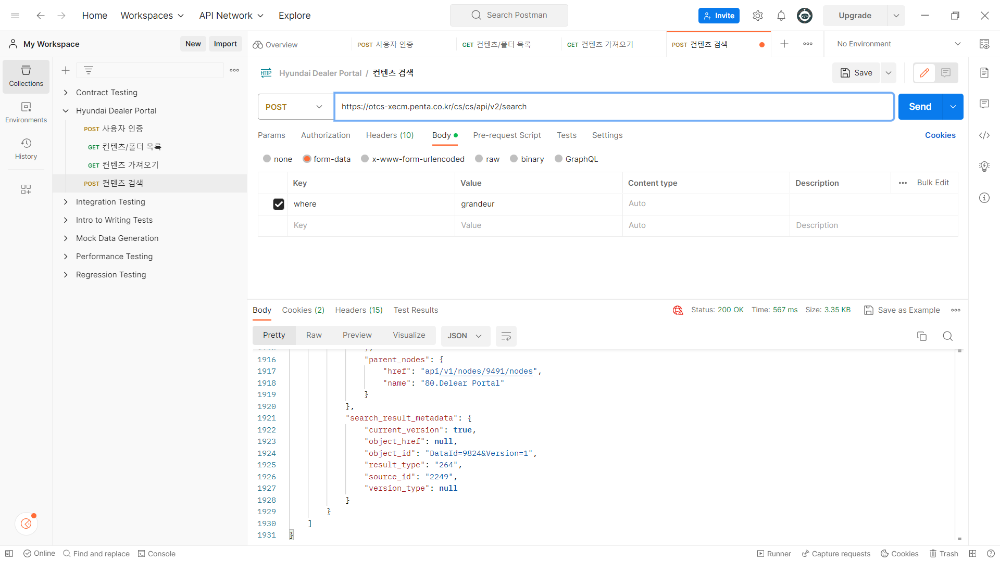 Home Workspaces API Network Explore Search Postman Invite Upgrade
My Workspace New Import Overview POST 사용자 인증 GET 컨텐츠/폴더 목록 GET 컨텐츠 가져오기 POST 컨텐츠 검색 No Environment
Collections
Environments
History
Contract Testing
Hyundai Dealer Portal
POST 사용자 인증
GET 컨텐츠/폴더 목록
GET 컨텐츠 가져오기
POST 컨텐츠 검색
Integration Testing
Intro to Writing Tests
Mock Data Generation
Performance Testing
Regression Testing
HTTP Hyundai Dealer Portal / 컨텐츠 검색 Save
POST https://otcs-xecm.penta.co.kr/cs/cs/api/v2/search Send
Params Authorization Headers (10) Body Pre-request Script Tests Settings Cookies
none form-data x-www-form-urlencoded raw binary GraphQL
Key Value Content type Description Bulk Edit
where grandeur Auto
Key Value Auto Description
Body Cookies (2) Headers (15) Test Results Status: 200 OK Time: 567 ms Size: 3.35 KB Save as Example
Pretty Raw Preview Visualize JSON
1916 "parent_nodes": {
1917 "href": "api/v1/nodes/9491/nodes",
1918 "name": "80.Delear Portal"
1919 }
1920 },
1921 "search_result_metadata": {
1922 "current_version": true,
1923 "object_href": null,
1924 "object_id": "DataId=9824&Version=1",
1925 "result_type": "264",
1926 "source_id": "2249",
1927 "version_type": null
1928 }
1929 }
1930 ]
1931 }
Online Find and replace Console Runner Capture requests Cookies Trash